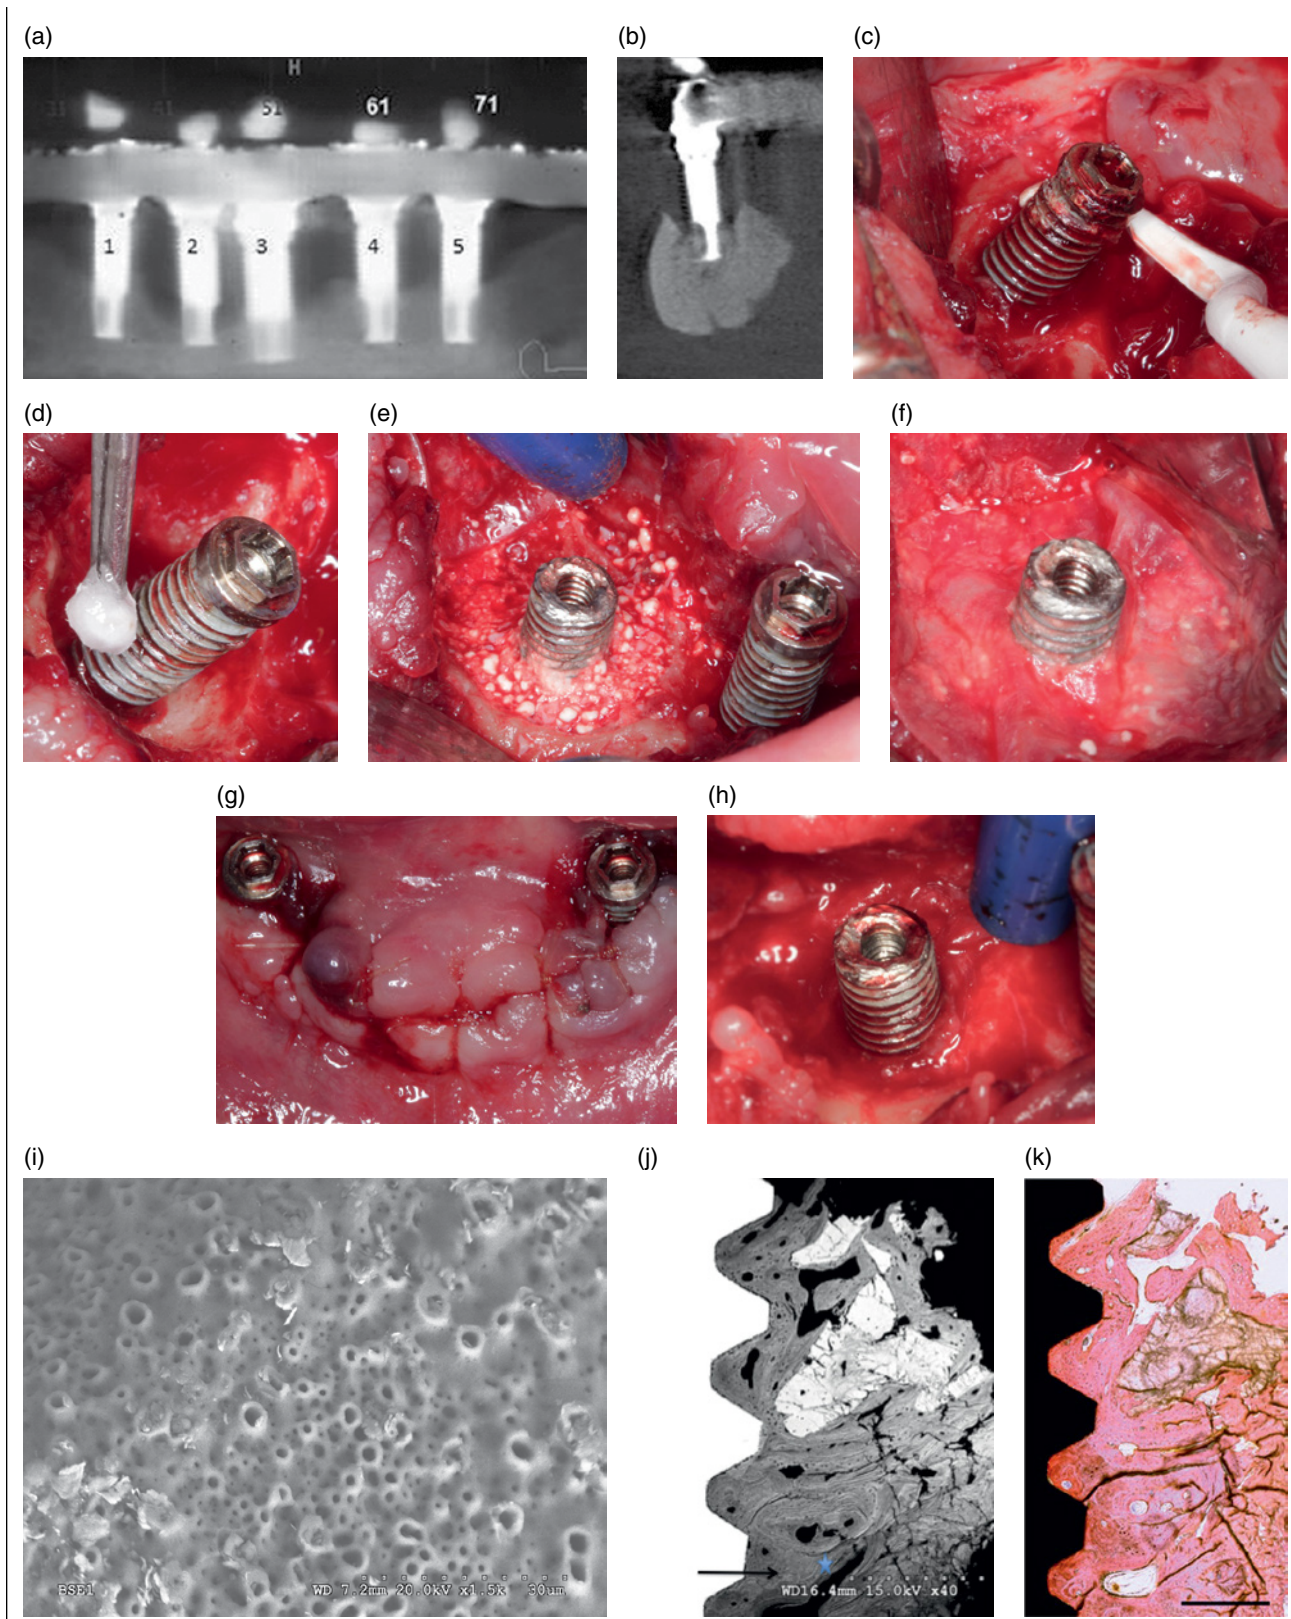 (a)
(b)
(c)
H
51
61
71
1
2
3
4
5
(d)
(e)
(f)
(g)
(h)
(i)
(j)
(k)
BSE1
WD 7.2mm 20.0kV x1.5k 30um
WD16.4mm 15.0kV x40